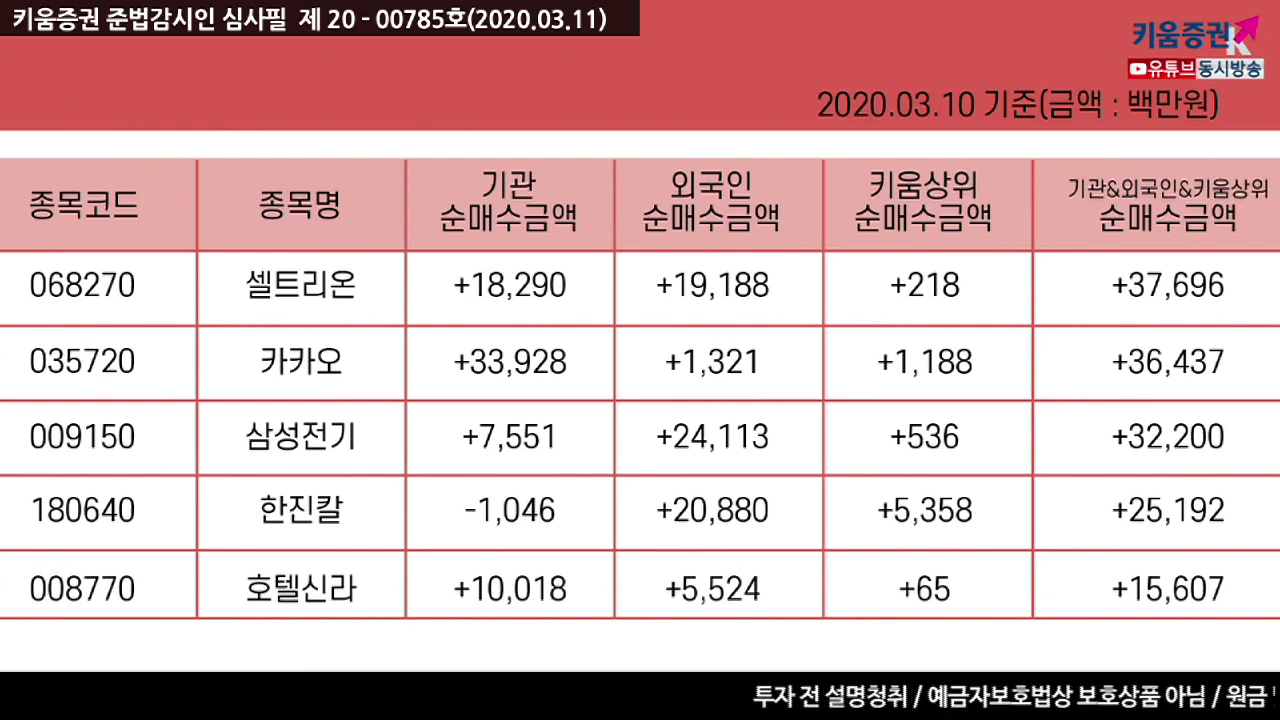 키움증권 준법감시인 심사필 제 20 - 00785호(2020.03.11)
키움증권
유튜브 동시방송
2020.03.10 기준(금액 : 백만원)
종목코드 종목명 기관 순매수금액 외국인 순매수금액 키움상위 순매수금액 기관&외국인&키움상위 순매수금액
068270 셀트리온 +18,290 +19,188 +218 +37,696
035720 카카오 +33,928 +1,321 +1,188 +36,437
009150 삼성전기 +7,551 +24,113 +536 +32,200
180640 한진칼 -1,046 +20,880 +5,358 +25,192
008770 호텔신라 +10,018 +5,524 +65 +15,607
투자 전 설명청취 / 예금자보호법상 보호상품 아님 / 원금